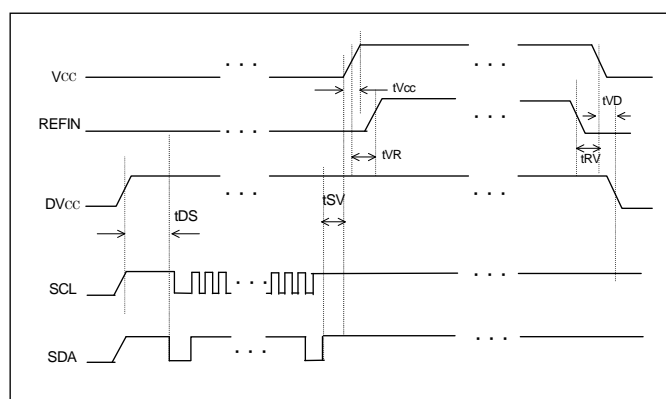 Vcc
tVcc
tVD
REFIN
tVR
tRV
DVcc
tDS
tSV
SCL
SDA